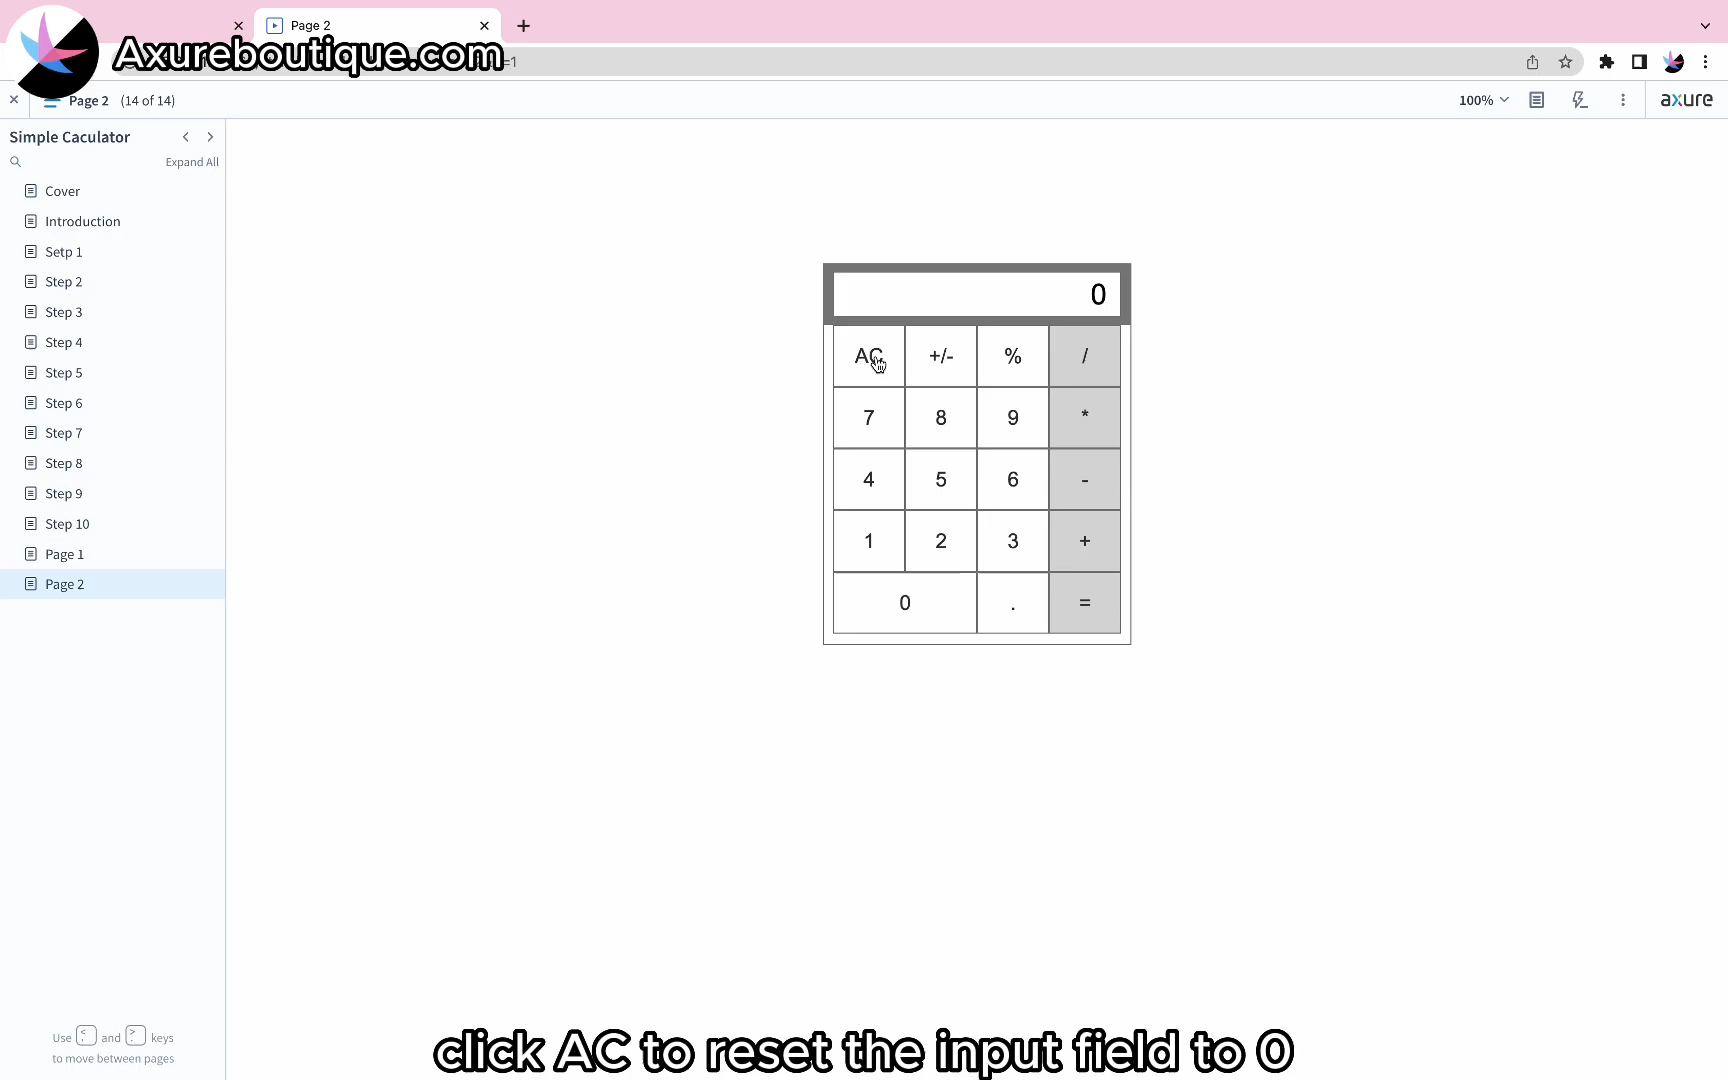 Page 2
Axureboutique.com
=1
Page 2 (14 of 14)
100%
axure
Simple Caculator
Expand All
Cover
Introduction
Setp 1
Step 2
Step 3
Step 4
Step 5
Step 6
Step 7
Step 8
Step 9
Step 10
Page 1
Page 2
0
AC +/- % /
7 8 9 *
4 5 6 -
1 2 3 +
0 . =
Use < , and > . keys
to move between pages
click AC to reset the input field to 0